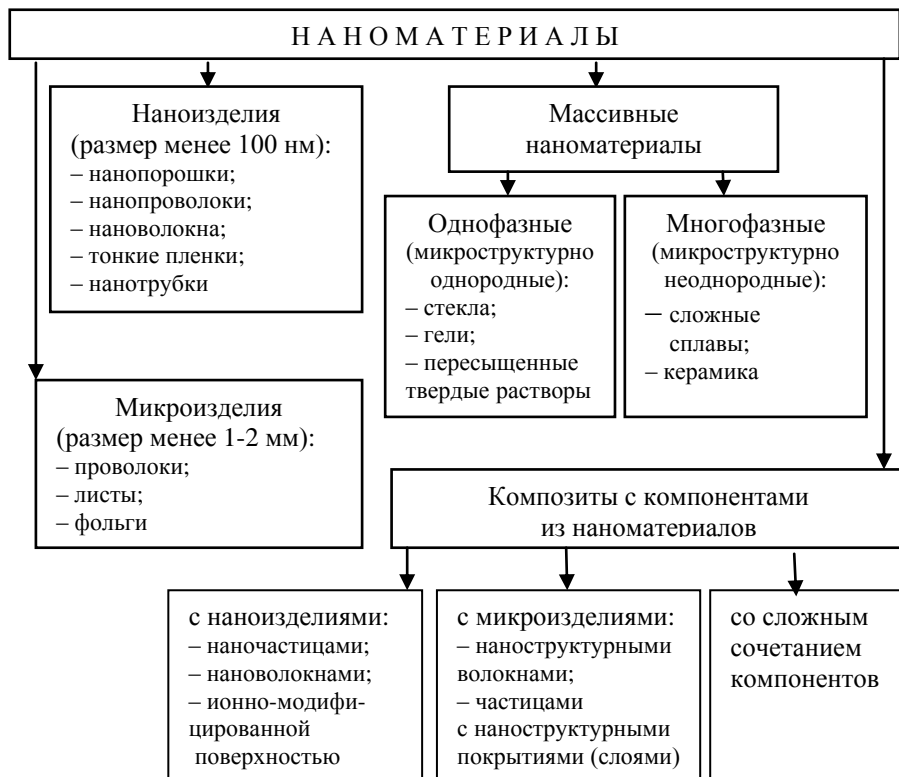 Н А Н О М А Т Е Р И А Л Ы
Наноизделия
(размер менее 100 нм):
– нанопорошки;
– нанопроволоки;
– нановолокна;
– тонкие пленки;
– нанотрубки
Массивные
наноматериалы
Однофазные
(микроструктурно
однородные):
– стекла;
– гели;
– пересыщенные
твердые растворы
Многофазные
(микроструктурно
неоднородные):
– сложные
сплавы;
– керамика
Микроизделия
(размер менее 1-2 мм):
– проволоки;
– листы;
– фольги
Композиты с компонентами
из наноматериалов
с наноизделиями:
– наночастицами;
– нановолокнами;
– ионно-модифи-
цированной
поверхностью
с микроизделиями:
– наноструктурными
волокнами;
– частицами
с наноструктурными
покрытиями (слоями)
со сложным
сочетанием
компонентов